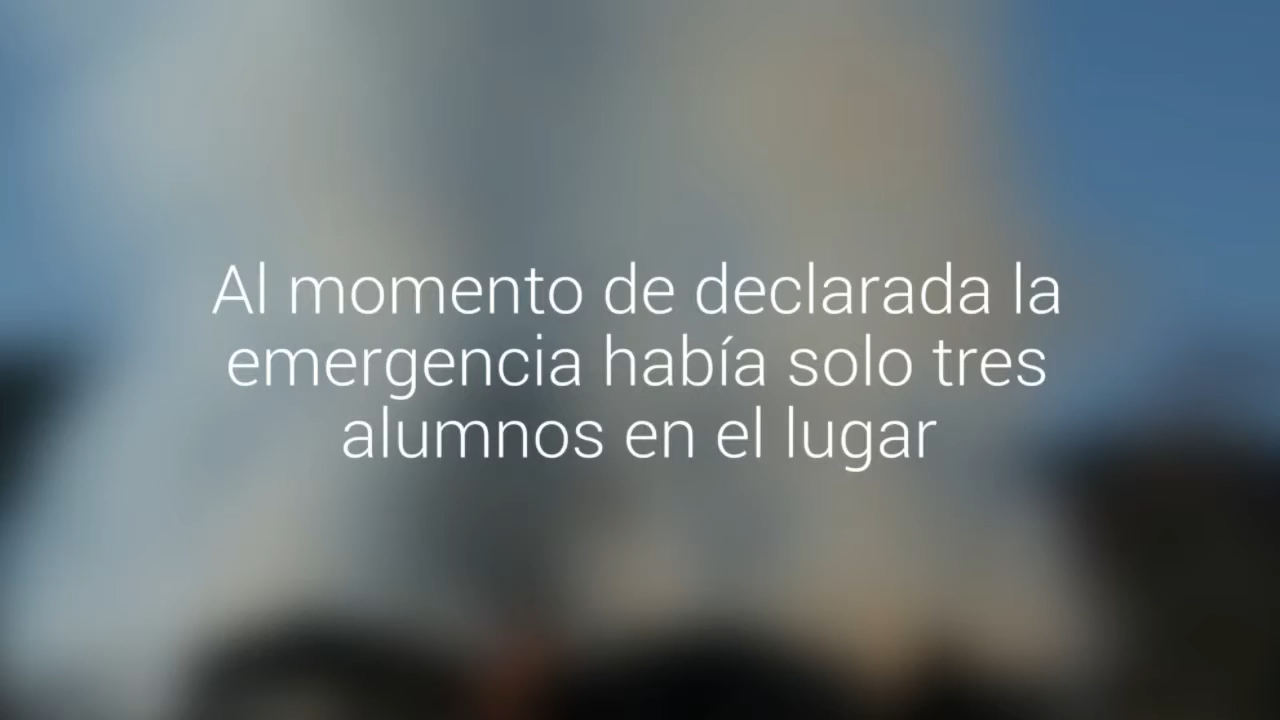 Al momento de declarada la
emergencia había solo tres
alumnos en el lugar